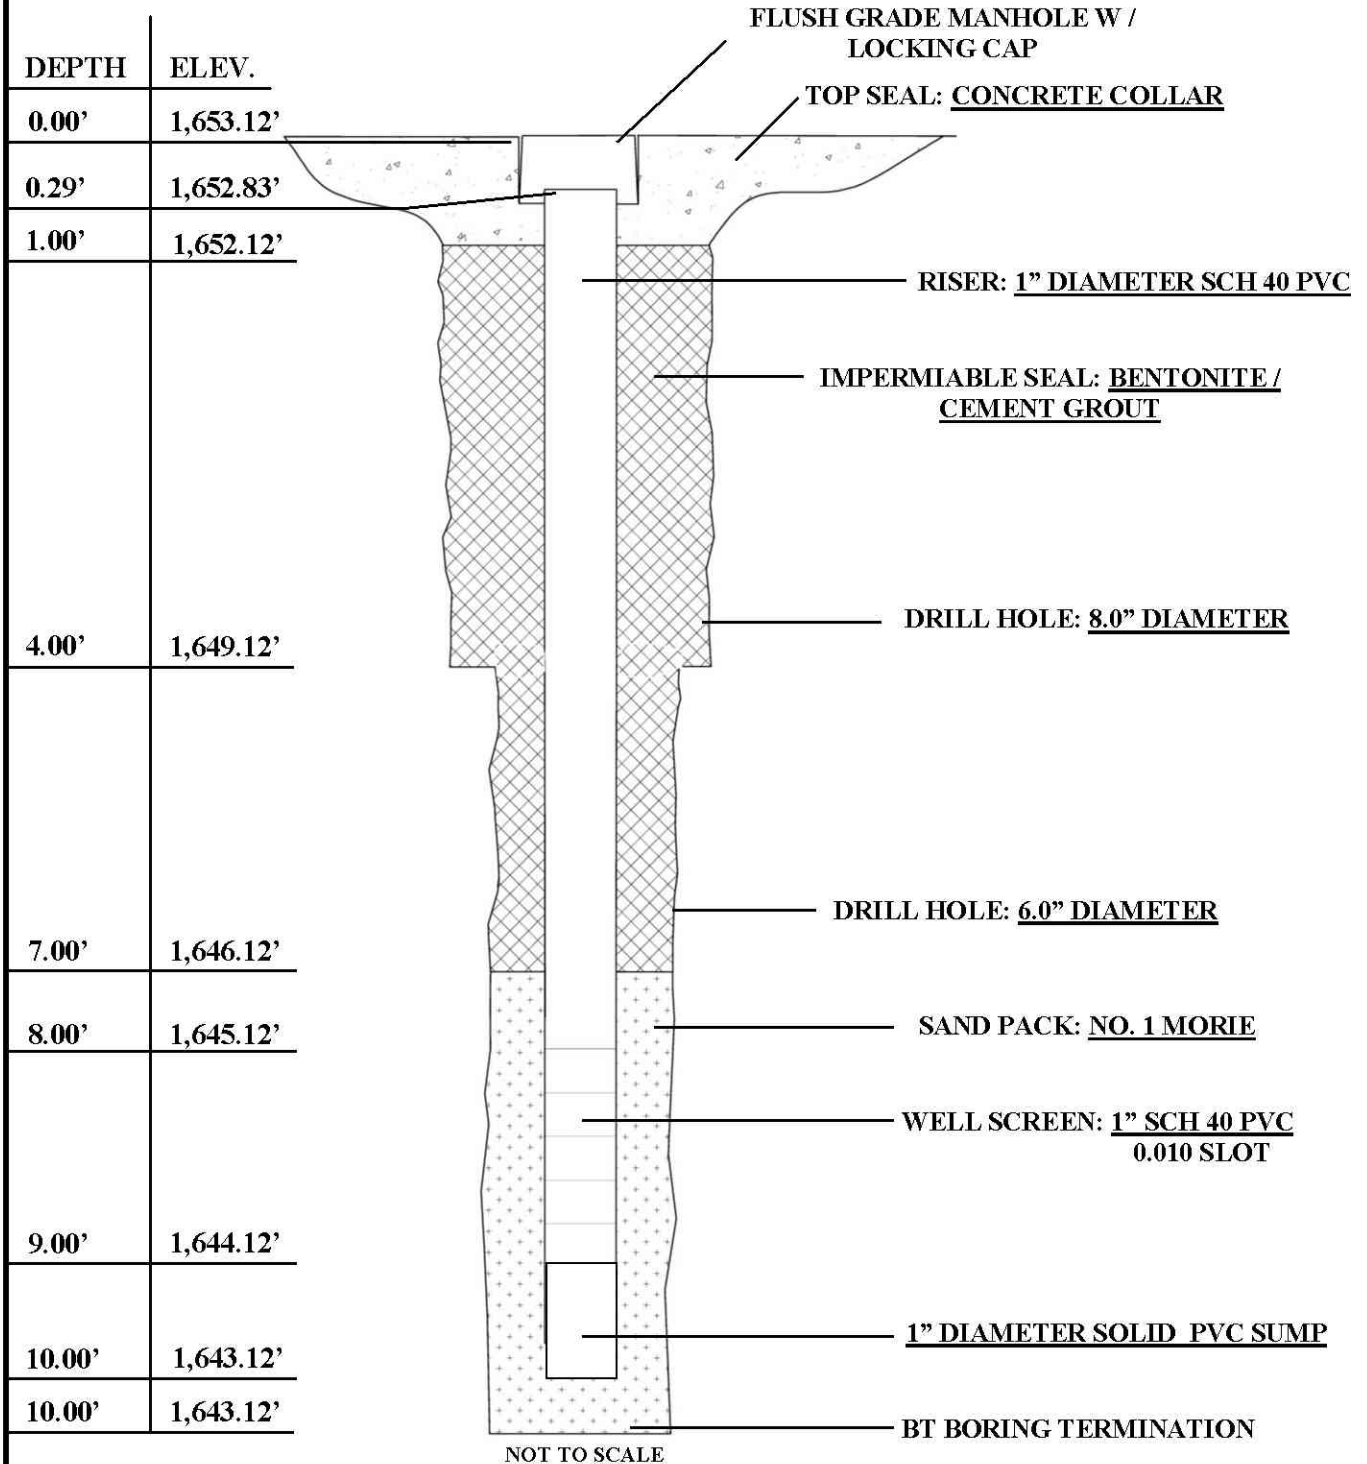 FLUSH GRADE MANHOLE W /
LOCKING CAP
DEPTH ELEV.
TOP SEAL: CONCRETE COLLAR
0.00’ 1,653.12’
0.29’ 1,652.83’
1.00’ 1,652.12’
RISER: 1” DIAMETER SCH 40 PVC
IMPERMIABLE SEAL: BENTONITE /
CEMENT GROUT
DRILL HOLE: 8.0” DIAMETER
4.00’ 1,649.12’
DRILL HOLE: 6.0” DIAMETER
7.00’ 1,646.12’
SAND PACK: NO. 1 MORIE
8.00’ 1,645.12’
WELL SCREEN: 1” SCH 40 PVC
0.010 SLOT
9.00’ 1,644.12’
1” DIAMETER SOLID PVC SUMP
10.00’ 1,643.12’
10.00’ 1,643.12’
BT BORING TERMINATION
NOT TO SCALE